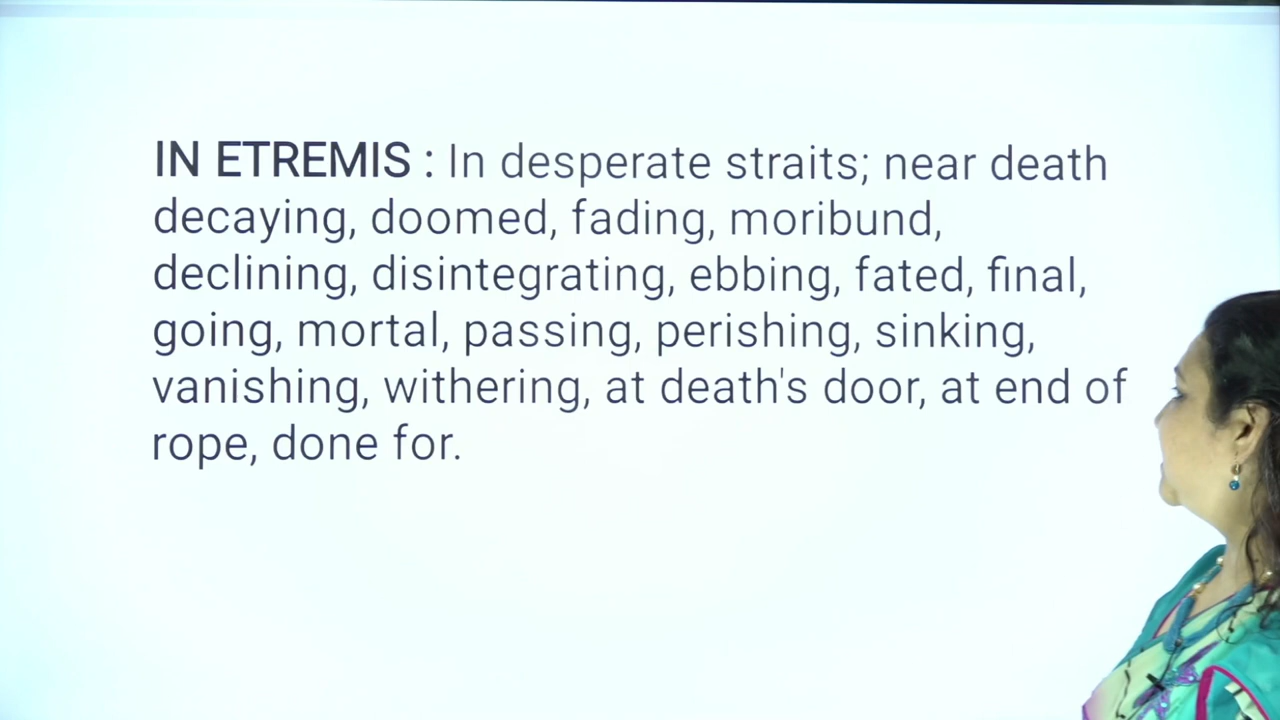 IN ETREMIS : In desperate straits; near death
decaying, doomed, fading, moribund,
declining, disintegrating, ebbing, fated, final,
going, mortal, passing, perishing, sinking,
vanishing, withering, at death's door, at end of
rope, done for.